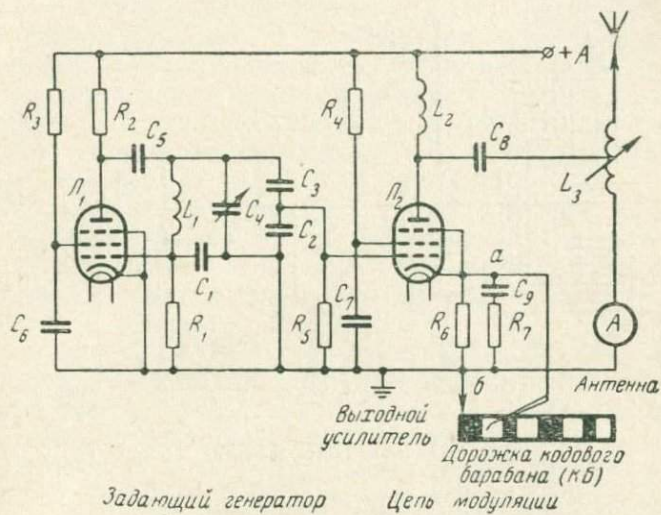 + A
R₃
R₂
C₅
R₄
L₂
C₈
L₃
Л₁
L₁
C₄
C₃
C₂
Л₂
C₁
C₆
R₁
R₅
C₇
а
C₉
R₆
R₇
А
б
Антенна
Выходной
усилитель
Дорожка кодового
барабана (КБ)
Задающий генератор
Цепь модуляции